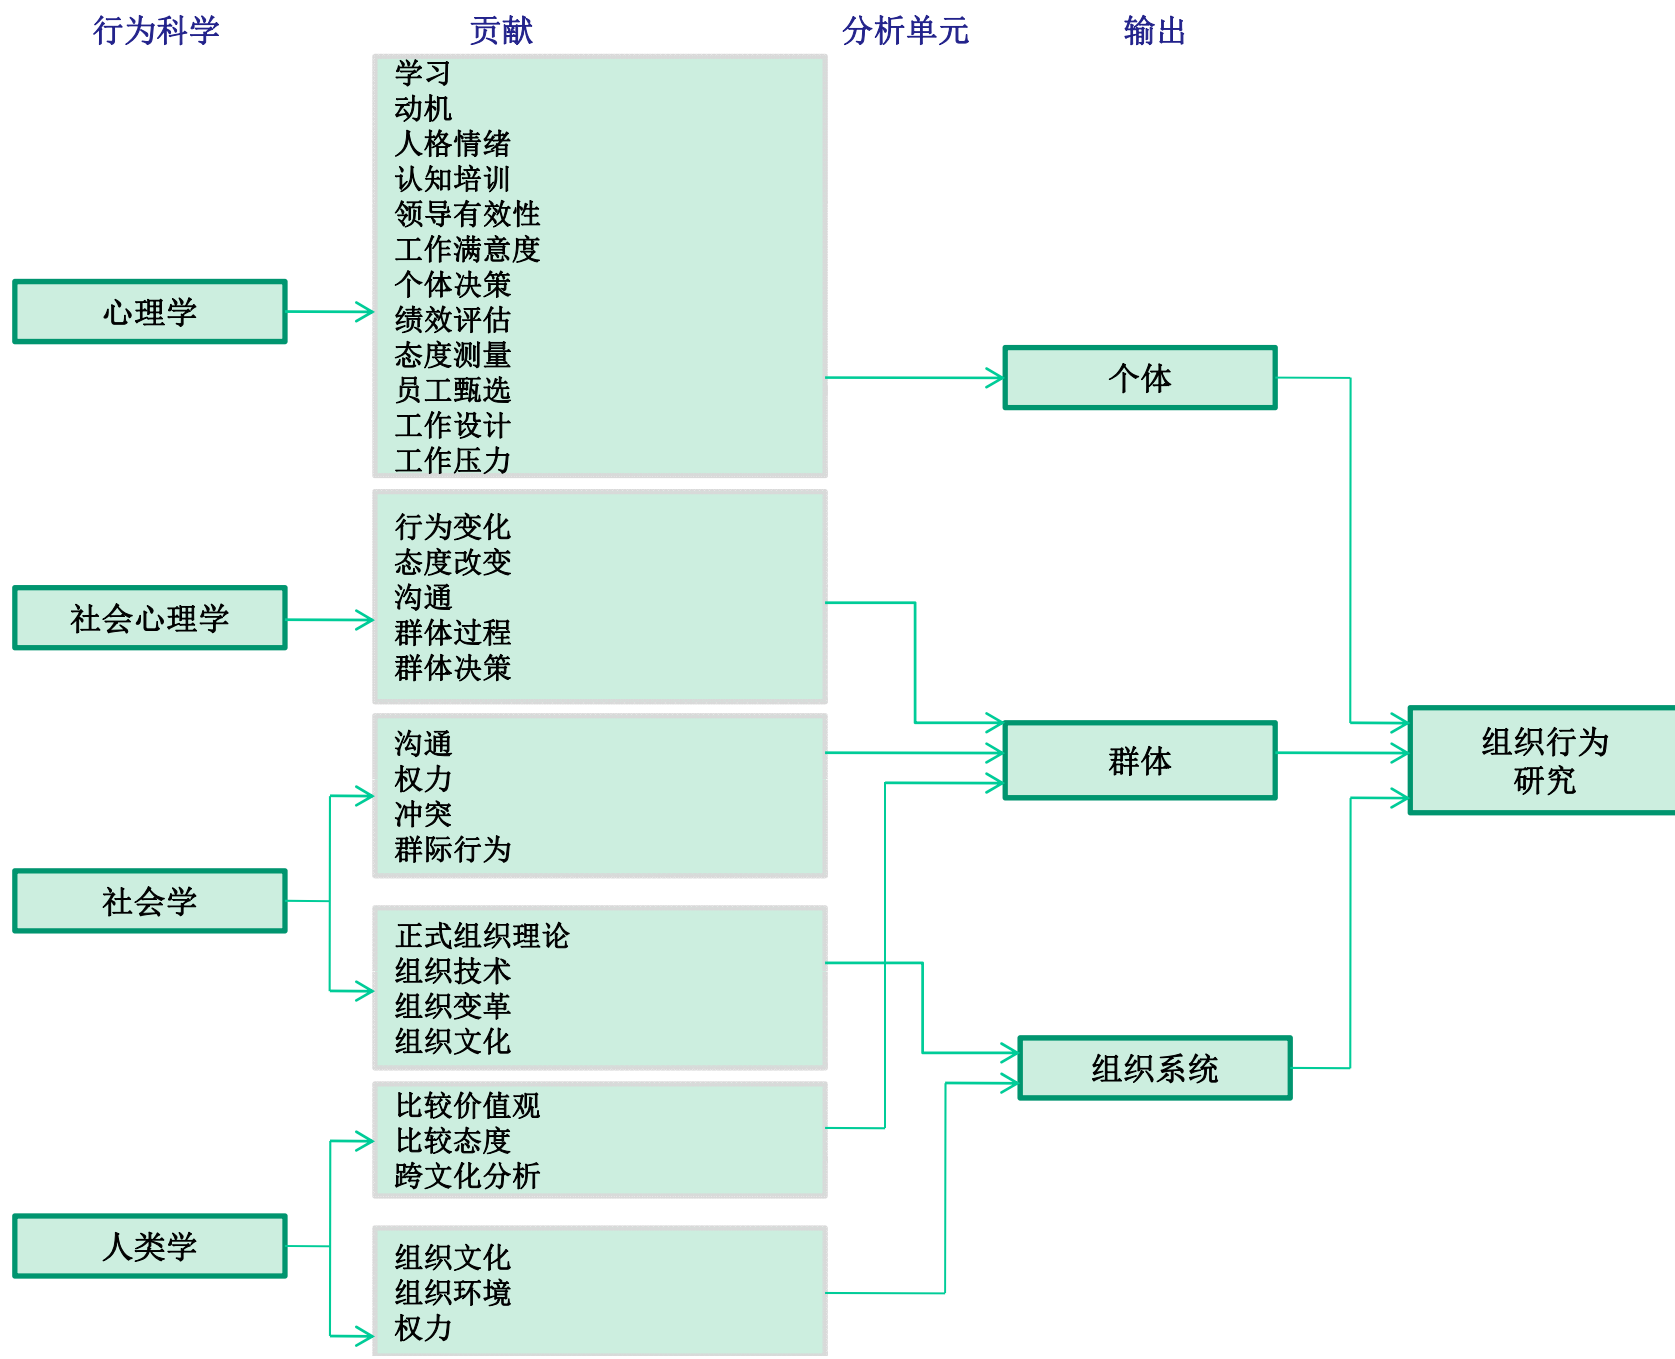 行为科学
贡献
分析单元
输出
心理学
学习
动机
人格情绪
认知培训
领导有效性
工作满意度
个体决策
绩效评估
态度测量
员工甄选
工作设计
工作压力
个体
社会心理学
行为变化
态度改变
沟通
群体过程
群体决策
社会学
沟通
权力
冲突
群际行为
群体
组织行为
研究
正式组织理论
组织技术
组织变革
组织文化
组织系统
人类学
比较价值观
比较态度
跨文化分析
组织文化
组织环境
权力